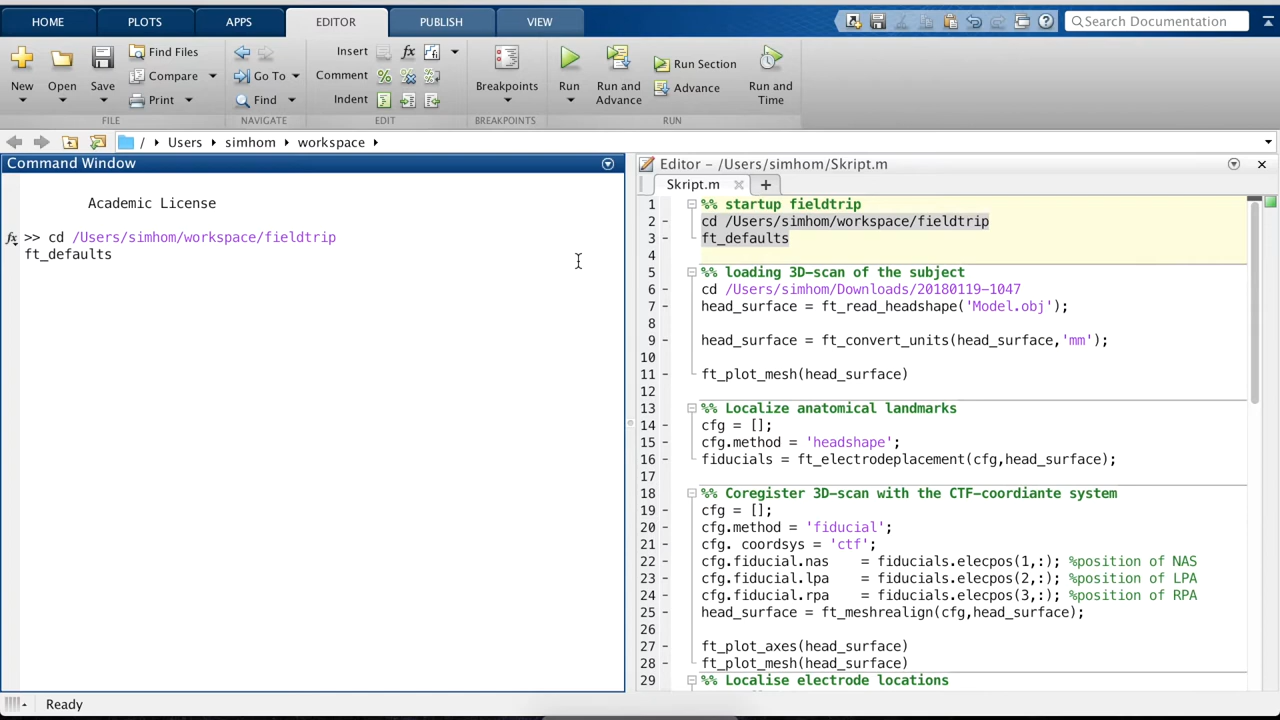 HOME PLOTS APPS EDITOR PUBLISH VIEW Search Documentation
New Open Save Find Files Compare Print
FILE
Go To Find
NAVIGATE
Insert fx
Comment % %
Indent
EDIT
Breakpoints
BREAKPOINTS
Run Run and Advance Run Section Advance Run and Time
RUN
/ Users simhom workspace
Command Window
Academic License
fx >> cd /Users/simhom/workspace/fieldtrip
ft_defaults
Editor – /Users/simhom/Skript.m
Skript.m +
1 %% startup fieldtrip
2 - cd /Users/simhom/workspace/fieldtrip
3 - ft_defaults
4
5 %% loading 3D-scan of the subject
6 - cd /Users/simhom/Downloads/20180119-1047
7 - head_surface = ft_read_headshape('Model.obj');
8
9 - head_surface = ft_convert_units(head_surface,'mm');
10
11 - ft_plot_mesh(head_surface)
12
13 %% Localize anatomical landmarks
14 - cfg = [];
15 - cfg.method = 'headshape';
16 - fiducials = ft_electrodeplacement(cfg,head_surface);
17
18 %% Coregister 3D-scan with the CTF-coordiante system
19 - cfg = [];
20 - cfg.method = 'fiducial';
21 - cfg. coordsys = 'ctf';
22 - cfg.fiducial.nas = fiducials.elecpos(1,:); %position of NAS
23 - cfg.fiducial.lpa = fiducials.elecpos(2,:); %position of LPA
24 - cfg.fiducial.rpa = fiducials.elecpos(3,:); %position of RPA
25 - head_surface = ft_meshrealign(cfg,head_surface);
26
27 - ft_plot_axes(head_surface)
28 - ft_plot_mesh(head_surface)
29 %% Localise electrode locations
Ready